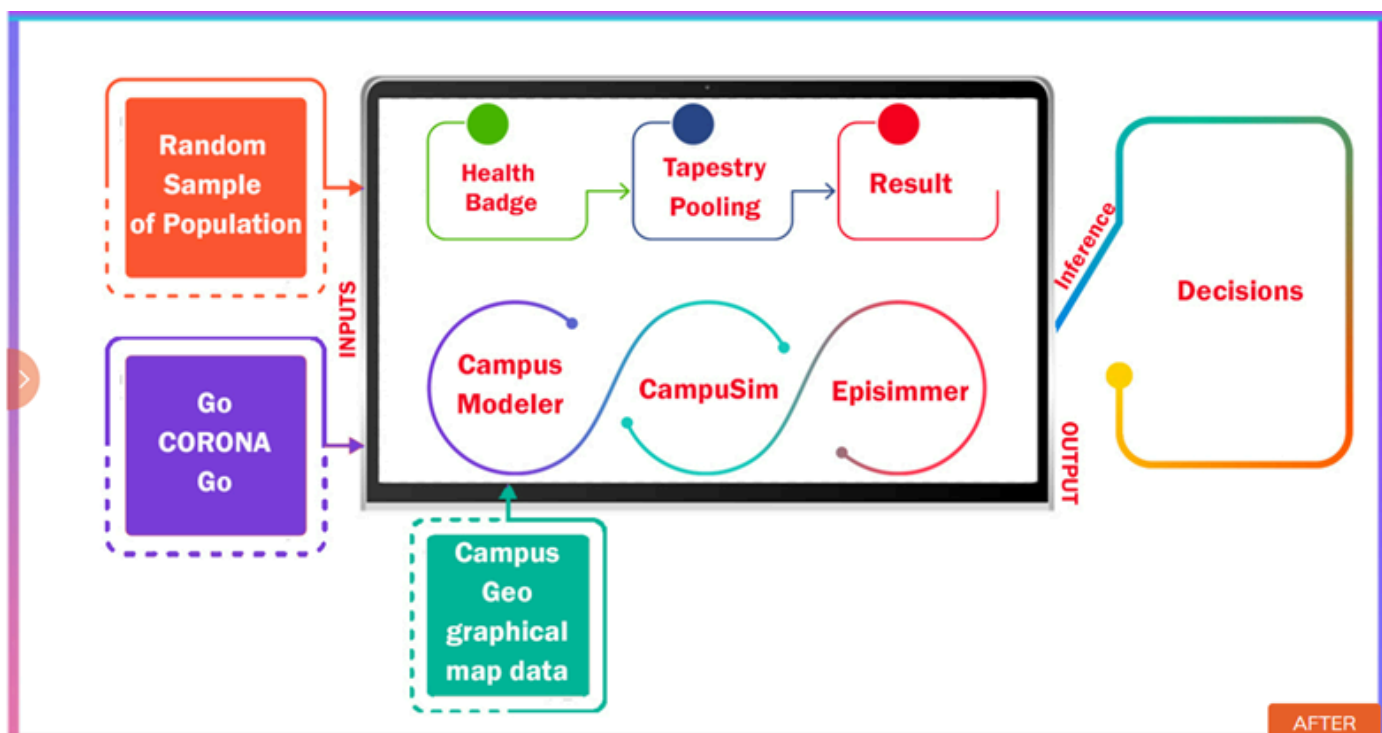 Random
Sample
of Population
INPUTS
Go
CORONA
Go
Health
Badge
Tapestry
Pooling
Result
Campus
Modeler
CampuSim
Episimmer
Campus
Geo
graphical
map data
Inference
Decisions
OUTPUT
AFTER